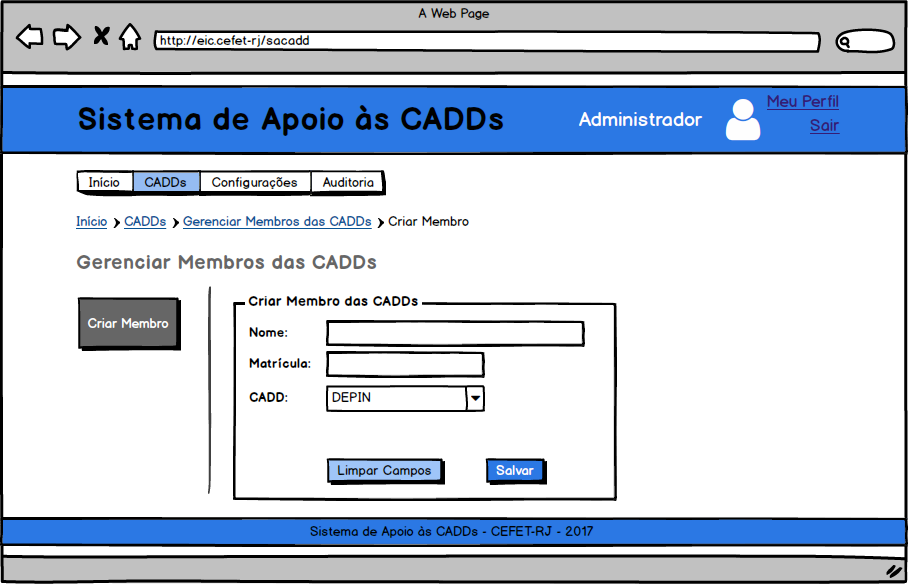 A Web Page
http://eic.cefet-rj/sacadd
Sistema de Apoio às CADDs
Administrador
Meu Perfil
Sair
Início CADDs Configurações Auditoria
Início CADDs Gerenciar Membros das CADDs Criar Membro
Gerenciar Membros das CADDs
Criar Membro
Criar Membro das CADDs
Nome:
Matrícula:
CADD: DEPIN
Limpar Campos Salvar
Sistema de Apoio às CADDs - CEFET-RJ - 2017